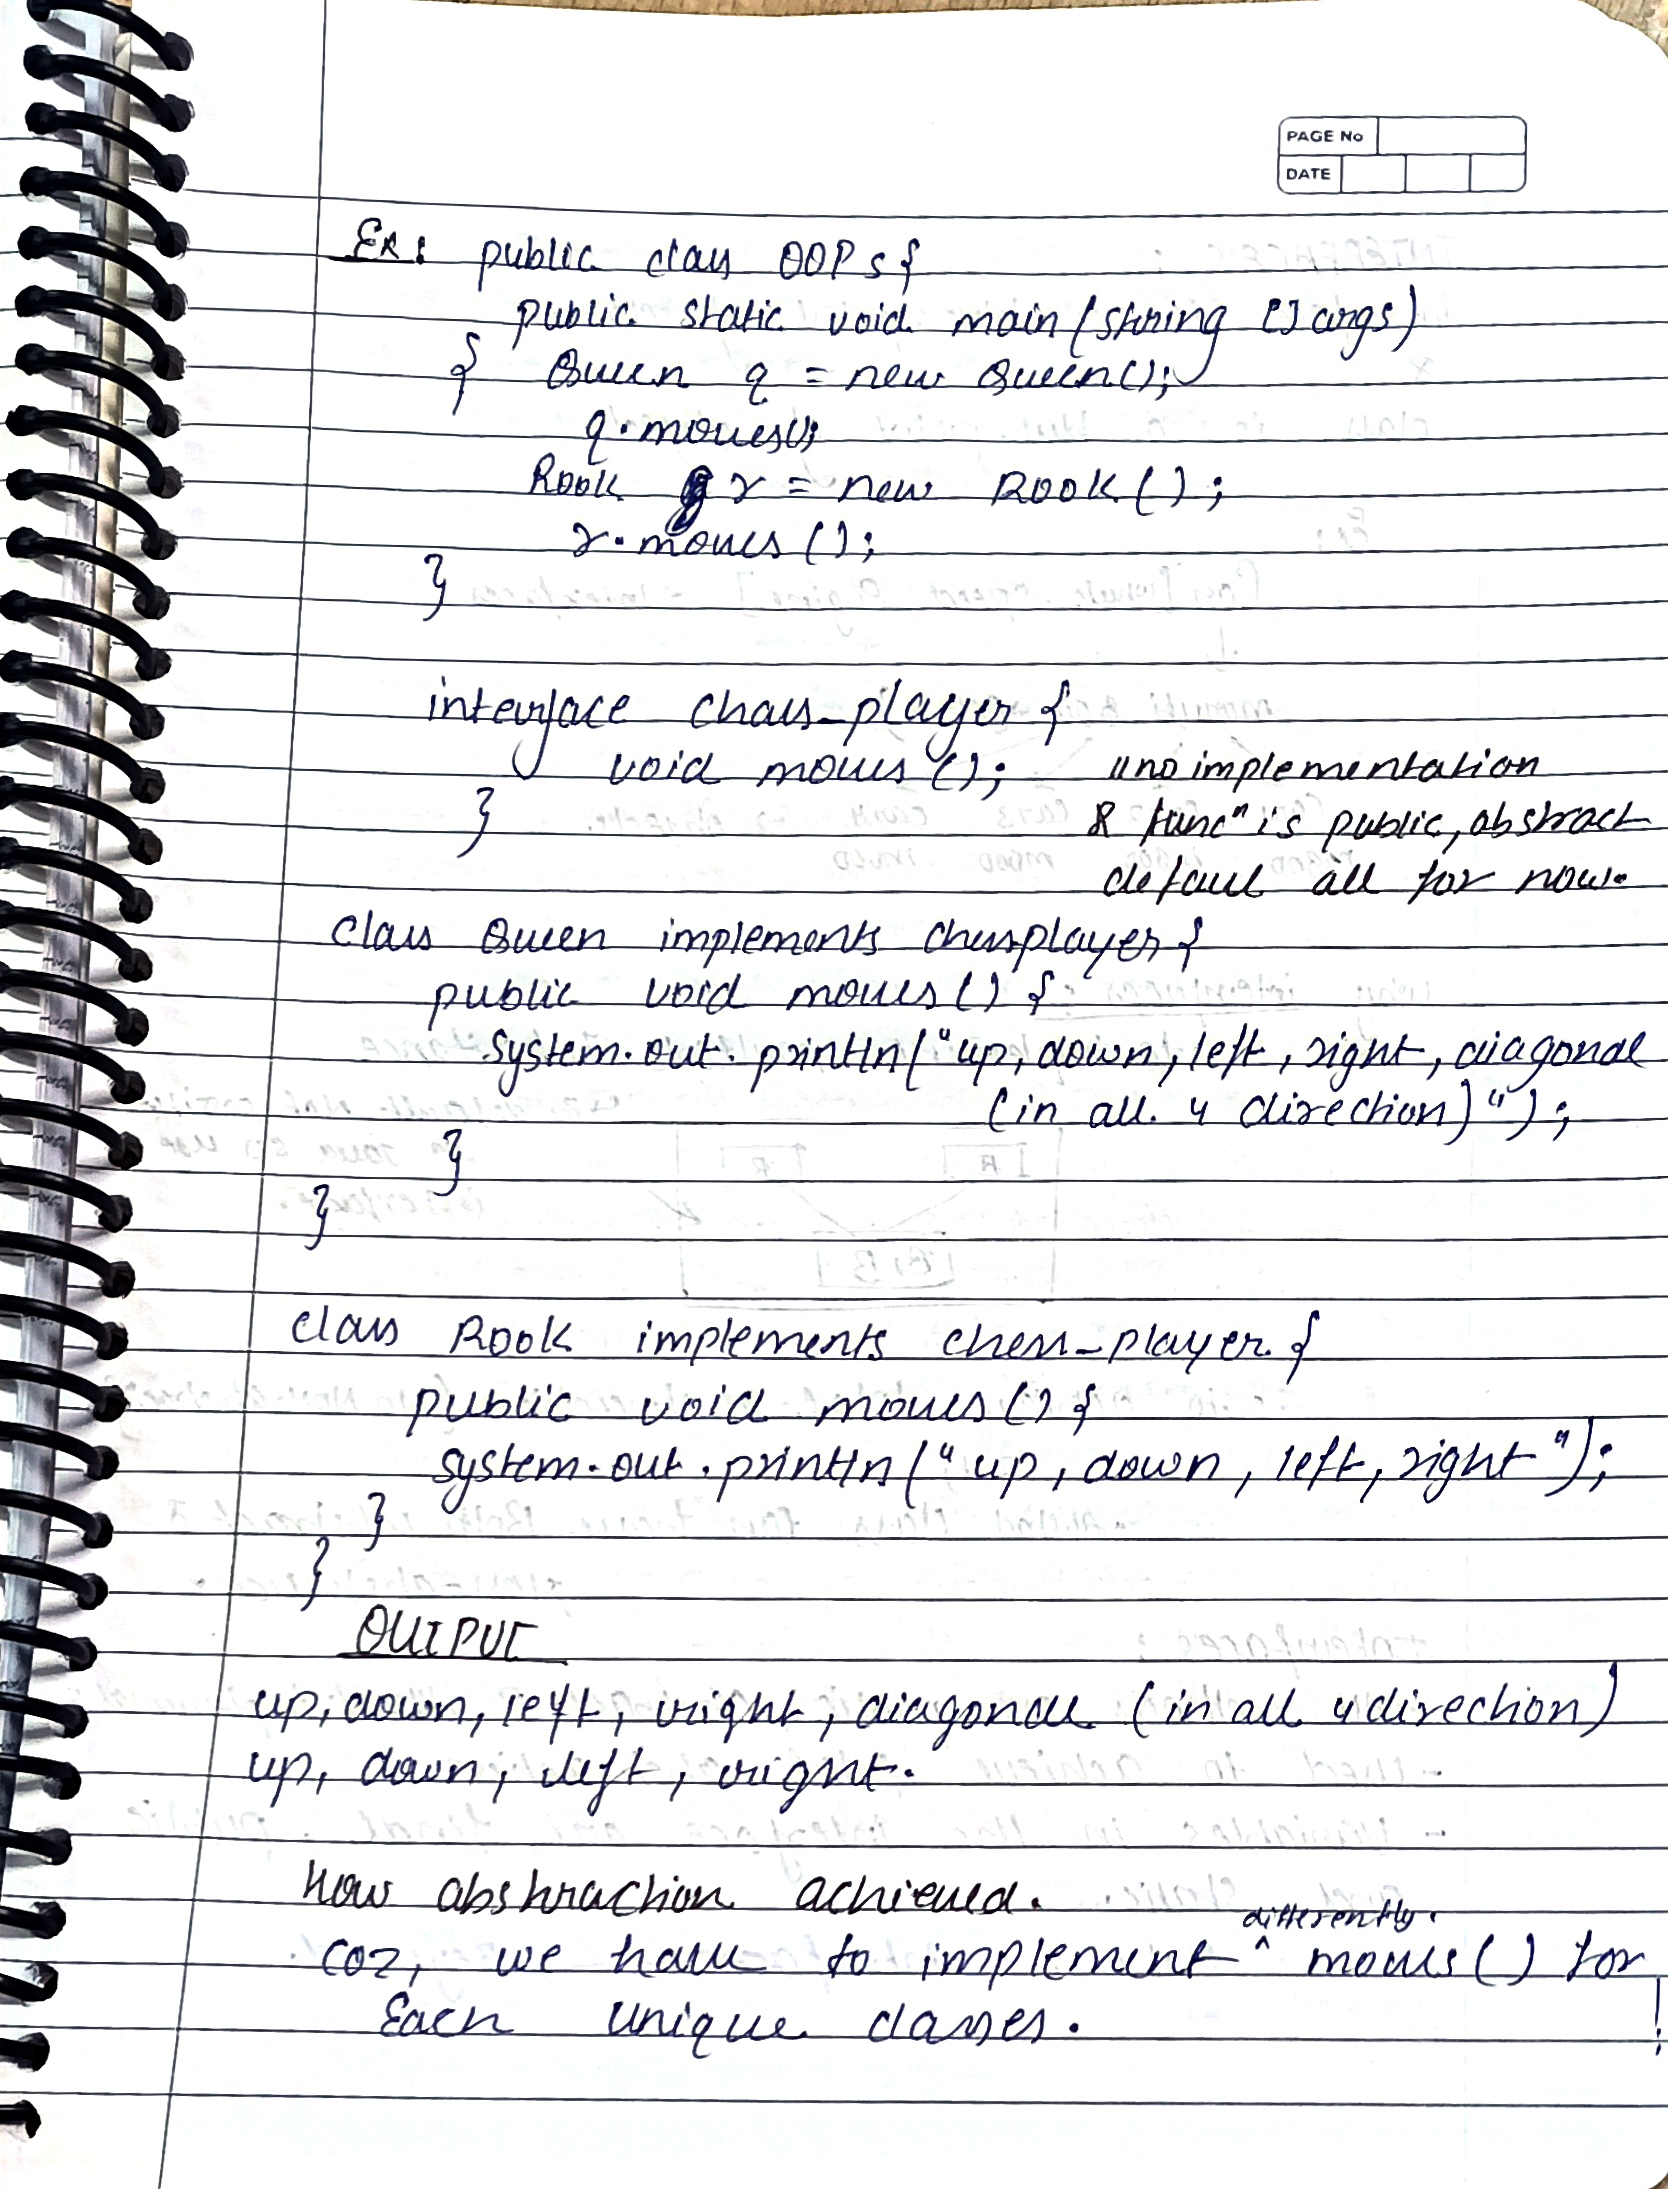 PAGE No
DATE
Ex: public class OOPs{
public static void main(string [] args)
{ Queen q = new Queen();
q.moves();
Rook r = new Rook();
r.moves();
}
interface chess_player {
void moves(); //no implementation
} & funcⁿ is public, abstract
defaul all for now.
class Queen implements chessplayer {
public void moves() {
system.out.println("up, down, left, right, diagonal
(in all 4 direction)");
}
}
class Rook implements chess_player {
public void moves() {
system.out.println("up, down, left, right");
}
}
OUTPUT
up, down, left, right, diagonal (in all 4 direction)
up, down, left, right.
How abstraction achieved.
coz, we have to implement ^ differently. moves() for
Each unique classes.